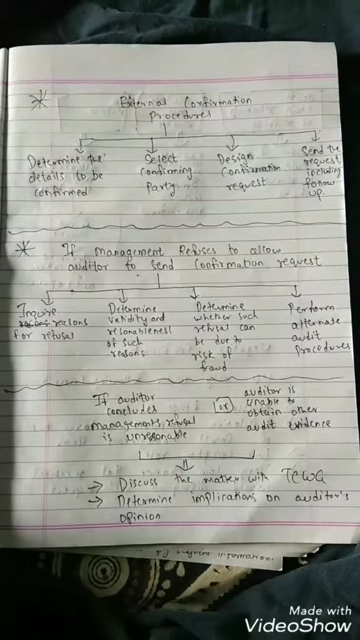 External Confirmation
Procedures
Determine the details to be confirmed
Select Confirming Party
Design Confirmation request
Send the request, including follow up.
If management Refuses to allow
auditor to send Confirmation request
Inquire reasons for refusal
Determine validity and resonableness of such reasons
Determine whether such refusal can be due to risk of fraud
Perform alternate audit Procedures
If auditor concludes managements refusal is unreasonable
or
auditor is unable to obtain other audit evidence
→ Discuss the matter with TCWG
→ Determine implications on auditor's
opinion
Made with
VideoShow